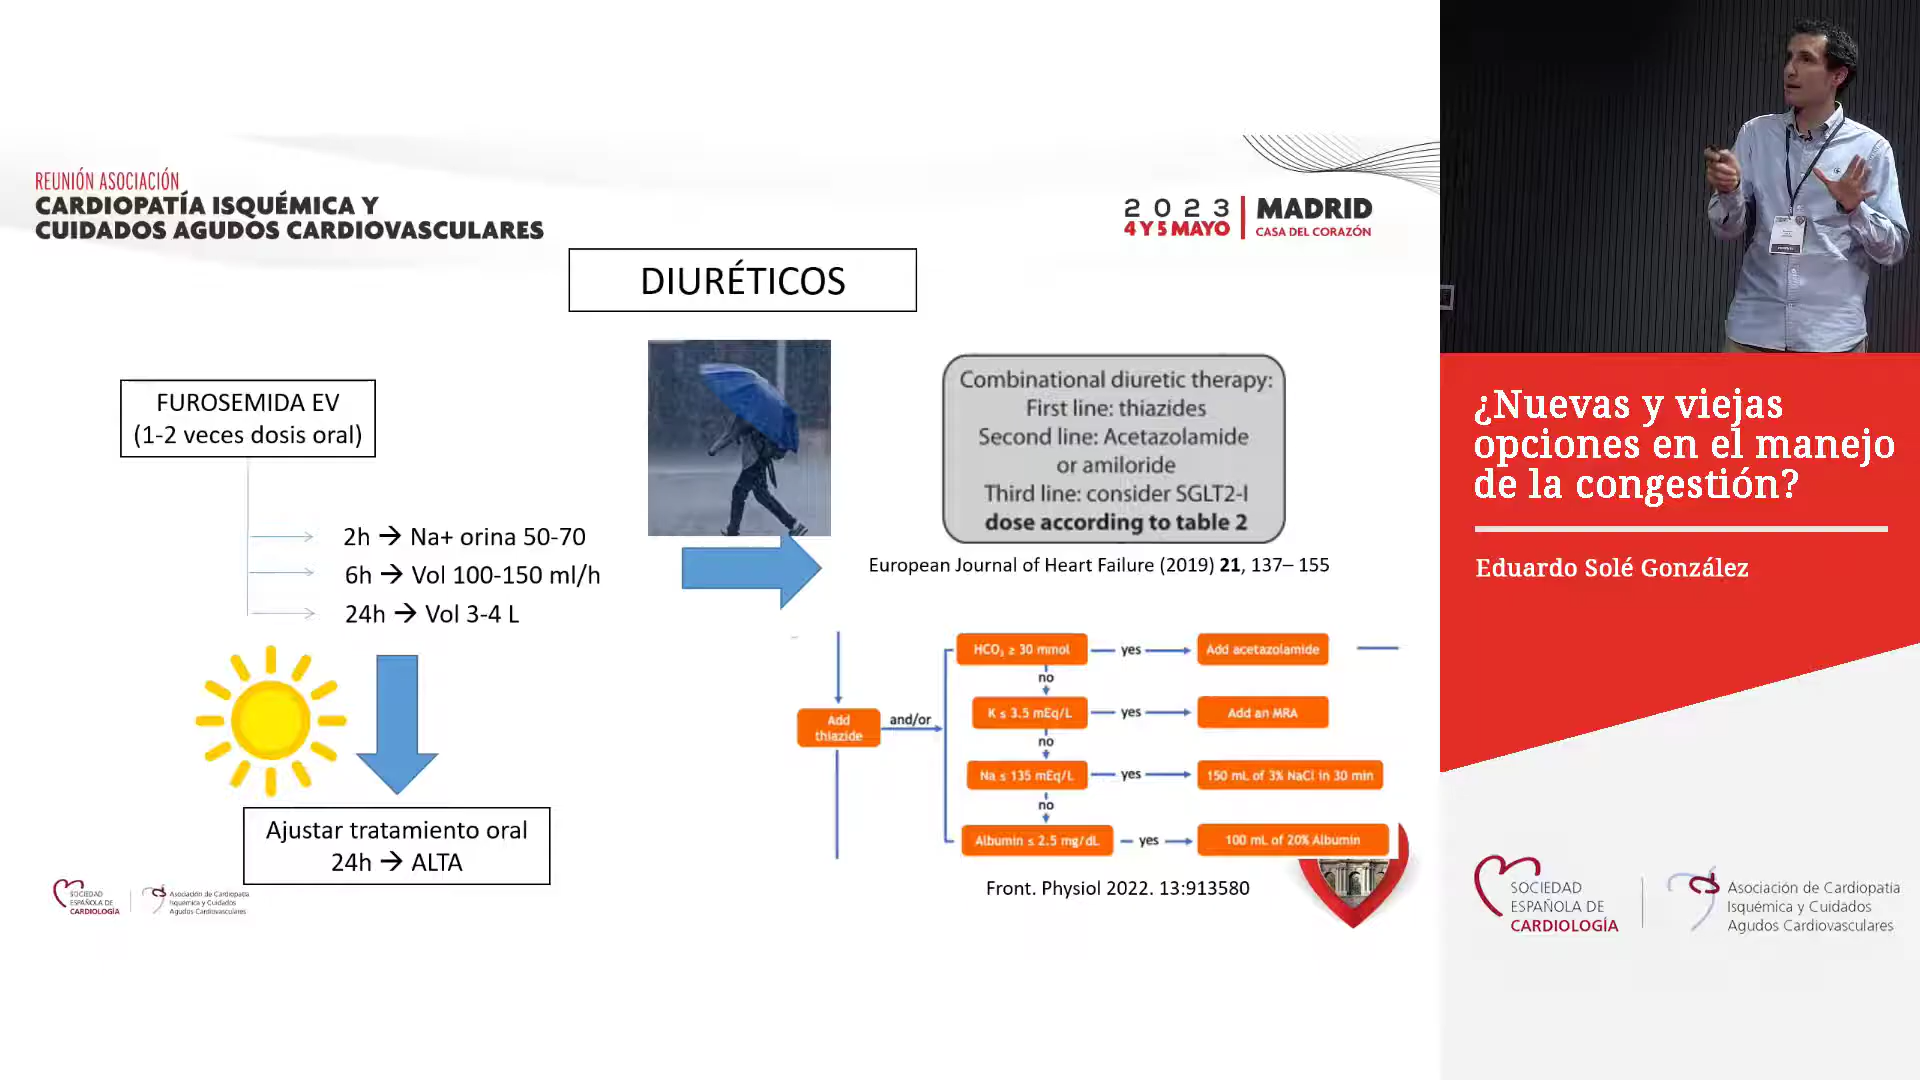 REUNIÓN ASOCIACIÓN
CARDIOPATÍA ISQUÉMICA Y
CUIDADOS AGUDOS CARDIOVASCULARES
2023
4 Y 5 MAYO
MADRID
CASA DEL CORAZÓN
DIURÉTICOS
FUROSEMIDA EV
(1-2 veces dosis oral)
2h → Na+ orina 50-70
6h → Vol 100-150 ml/h
24h → Vol 3-4 L
Ajustar tratamiento oral
24h → ALTA
Combinational diuretic therapy:
First line: thiazides
Second line: Acetazolamide
or amiloride
Third line: consider SGLT2-I
dose according to table 2
European Journal of Heart Failure (2019) 21, 137– 155
Add
thiazide
and/or
HCO₃ ≥ 30 mmol
yes
Add acetazolamide
no
K ≤ 3.5 mEq/L
yes
Add an MRA
no
Na ≤ 135 mEq/L
yes
150 mL of 3% NaCl in 30 min
no
Albumin ≤ 2.5 mg/dL
yes
100 mL of 20% Albumin
Front. Physiol 2022. 13:913580
SOCIEDAD
ESPAÑOLA DE
CARDIOLOGÍA
Asociación de Cardiopatía
Isquémica y Cuidados
Agudos Cardiovasculares
¿Nuevas y viejas
opciones en el manejo
de la congestión?
Eduardo Solé González
SOCIEDAD
ESPAÑOLA DE
CARDIOLOGÍA
Asociación de Cardiopatía
Isquémica y Cuidados
Agudos Cardiovasculares